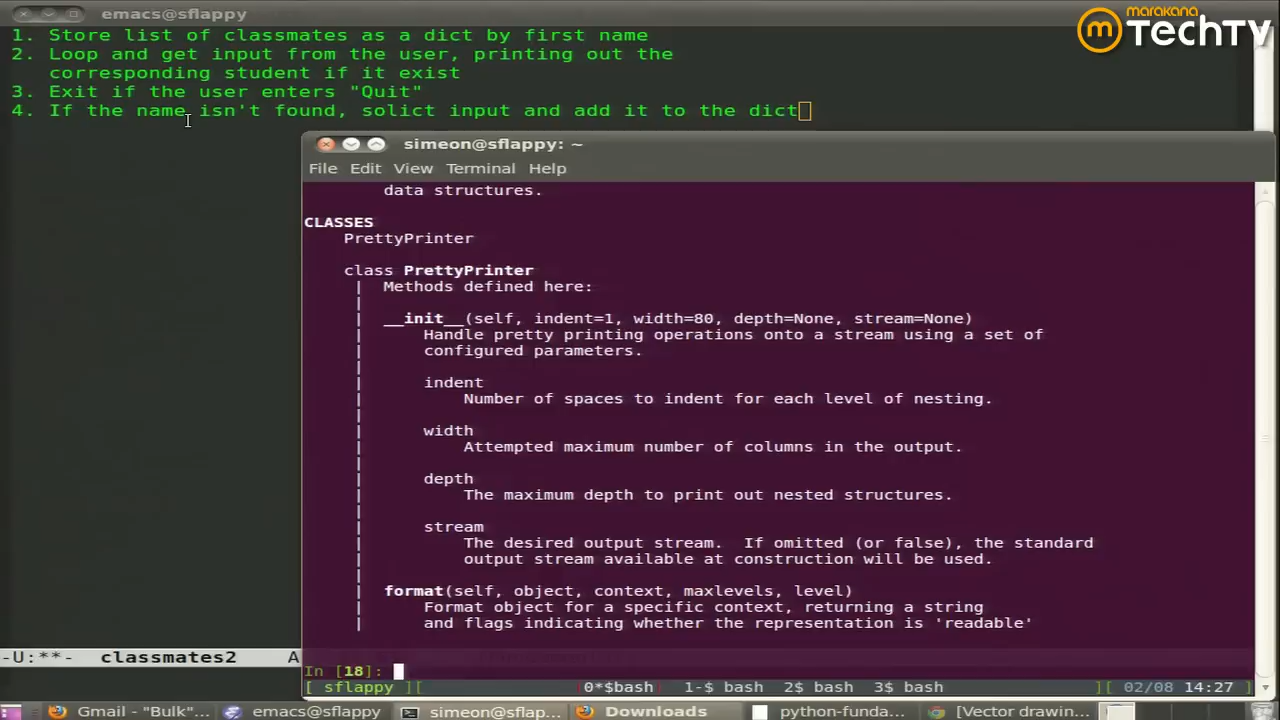 emacs@sflappy
marakana
TechTV
1. Store list of classmates as a dict by first name
2. Loop and get input from the user, printing out the
corresponding student if it exist
3. Exit if the user enters "Quit"
4. If the name isn't found, solict input and add it to the dict
simeon@sflappy: ~
File Edit View Terminal Help
data structures.
CLASSES
PrettyPrinter
class PrettyPrinter
| Methods defined here:
|
| __init__(self, indent=1, width=80, depth=None, stream=None)
| Handle pretty printing operations onto a stream using a set of
| configured parameters.
|
| indent
| Number of spaces to indent for each level of nesting.
|
| width
| Attempted maximum number of columns in the output.
|
| depth
| The maximum depth to print out nested structures.
|
| stream
| The desired output stream. If omitted (or false), the standard
| output stream available at construction will be used.
|
| format(self, object, context, maxlevels, level)
| Format object for a specific context, returning a string
| and flags indicating whether the representation is 'readable'
-U:**- classmates2 A
In [18]:
[ sflappy ][ 0*$bash 1-$ bash 2$ bash 3$ bash ][ 02/08 14:27 ]
Gmail - "Bulk"... emacs@sflappy simeon@sflap... Downloads python-funda... [Vector drawin...